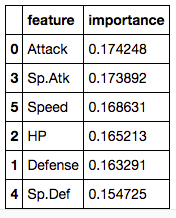 feature importance
0 Attack 0.174248
3 Sp.Atk 0.173892
5 Speed 0.168631
2 HP 0.165213
1 Defense 0.163291
4 Sp.Def 0.154725